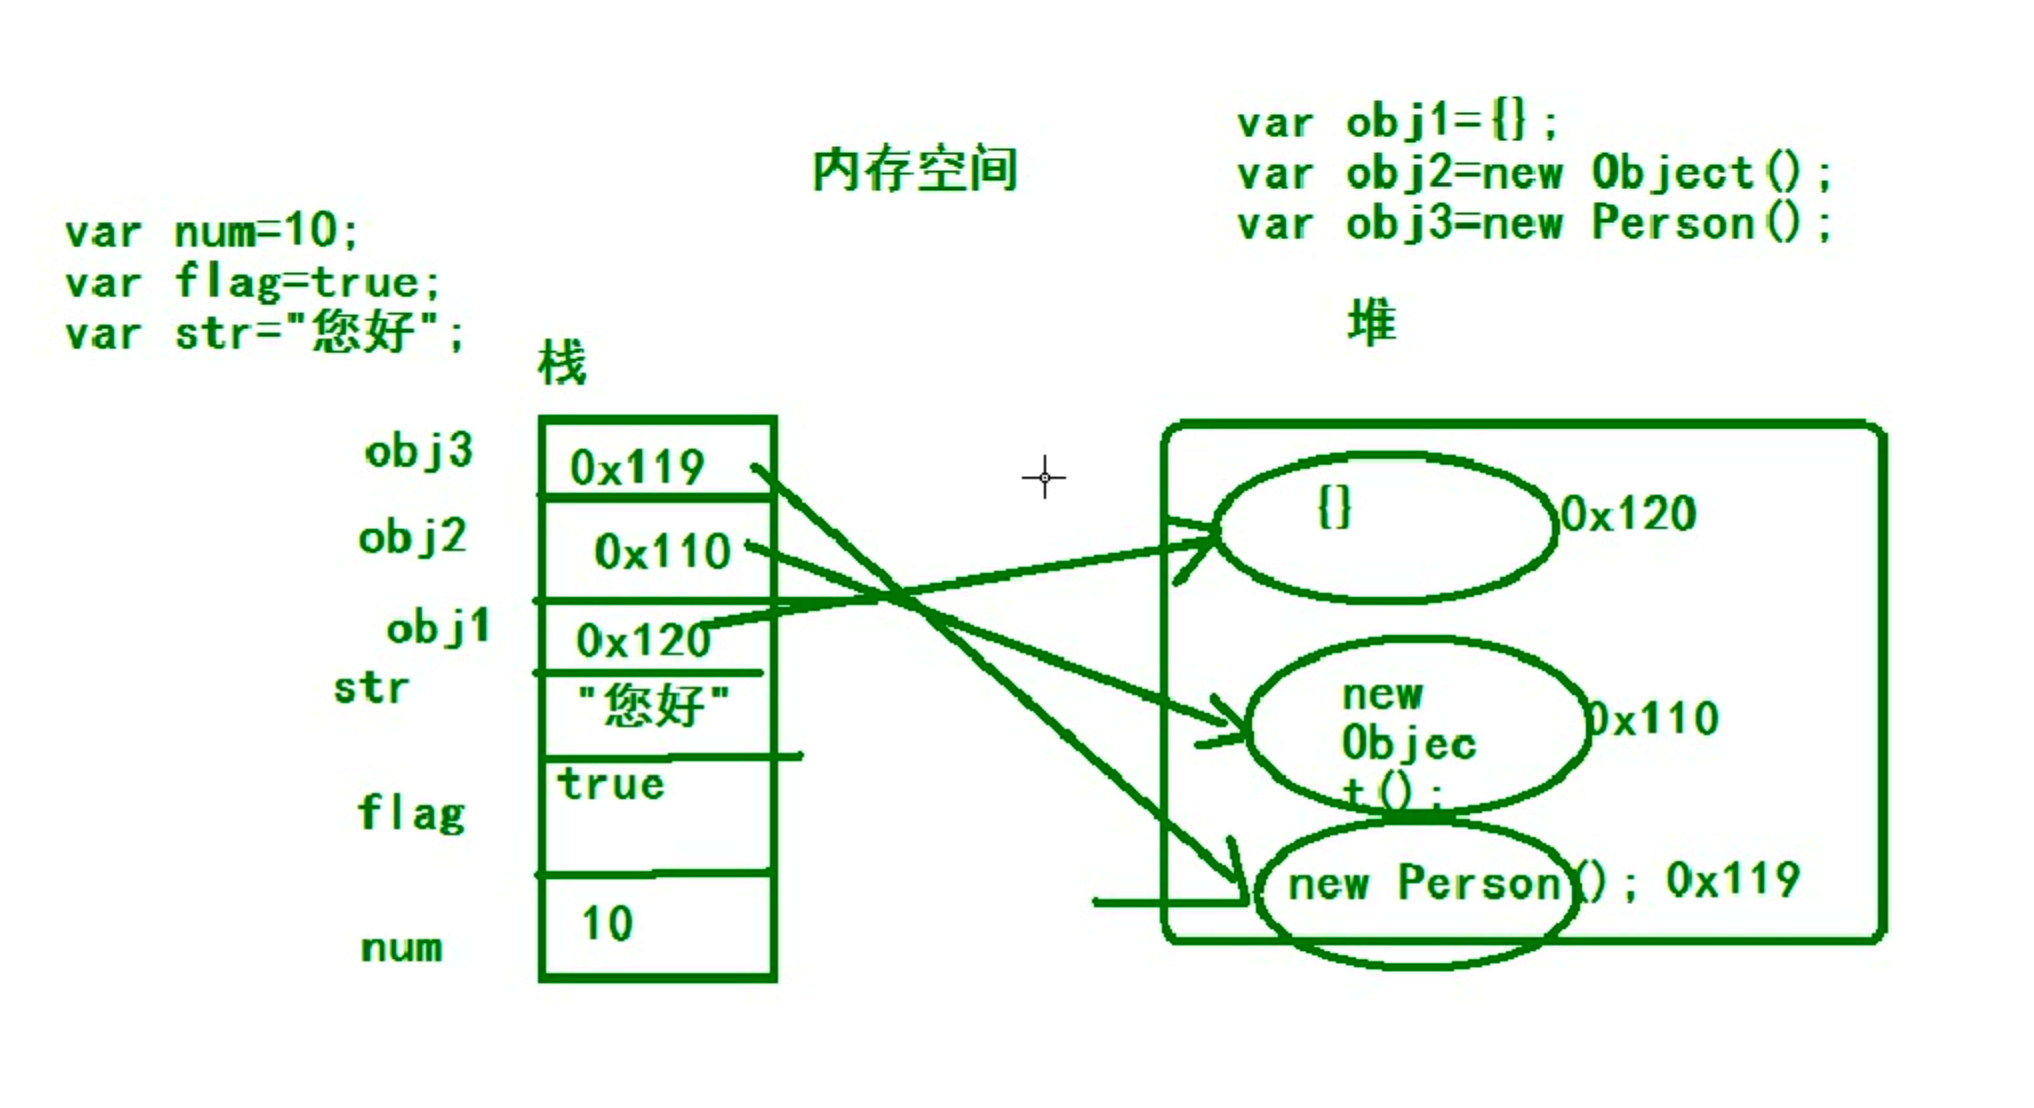 内存空间
var obj1={};
var obj2=new Object();
var obj3=new Person();
var num=10;
var flag=true;
var str="您好";
栈
堆
obj3
0x119
obj2
0x110
obj1
0x120
str
"您好"
flag
true
num
10
{}
0x120
new
Objec
t();
0x110
new Person(); 0x119